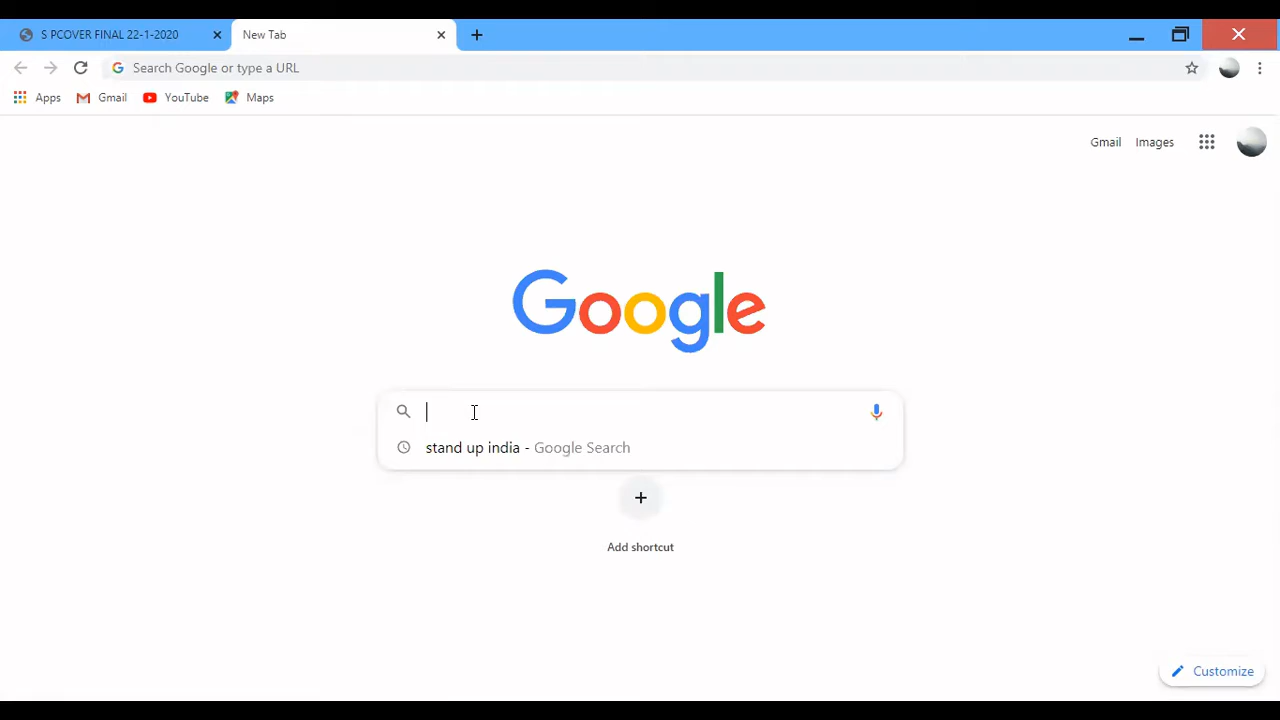 S PCOVER FINAL 22-1-2020
New Tab
Search Google or type a URL
Apps Gmail YouTube Maps
Gmail Images
Google
stand up india - Google Search
Add shortcut
Customize